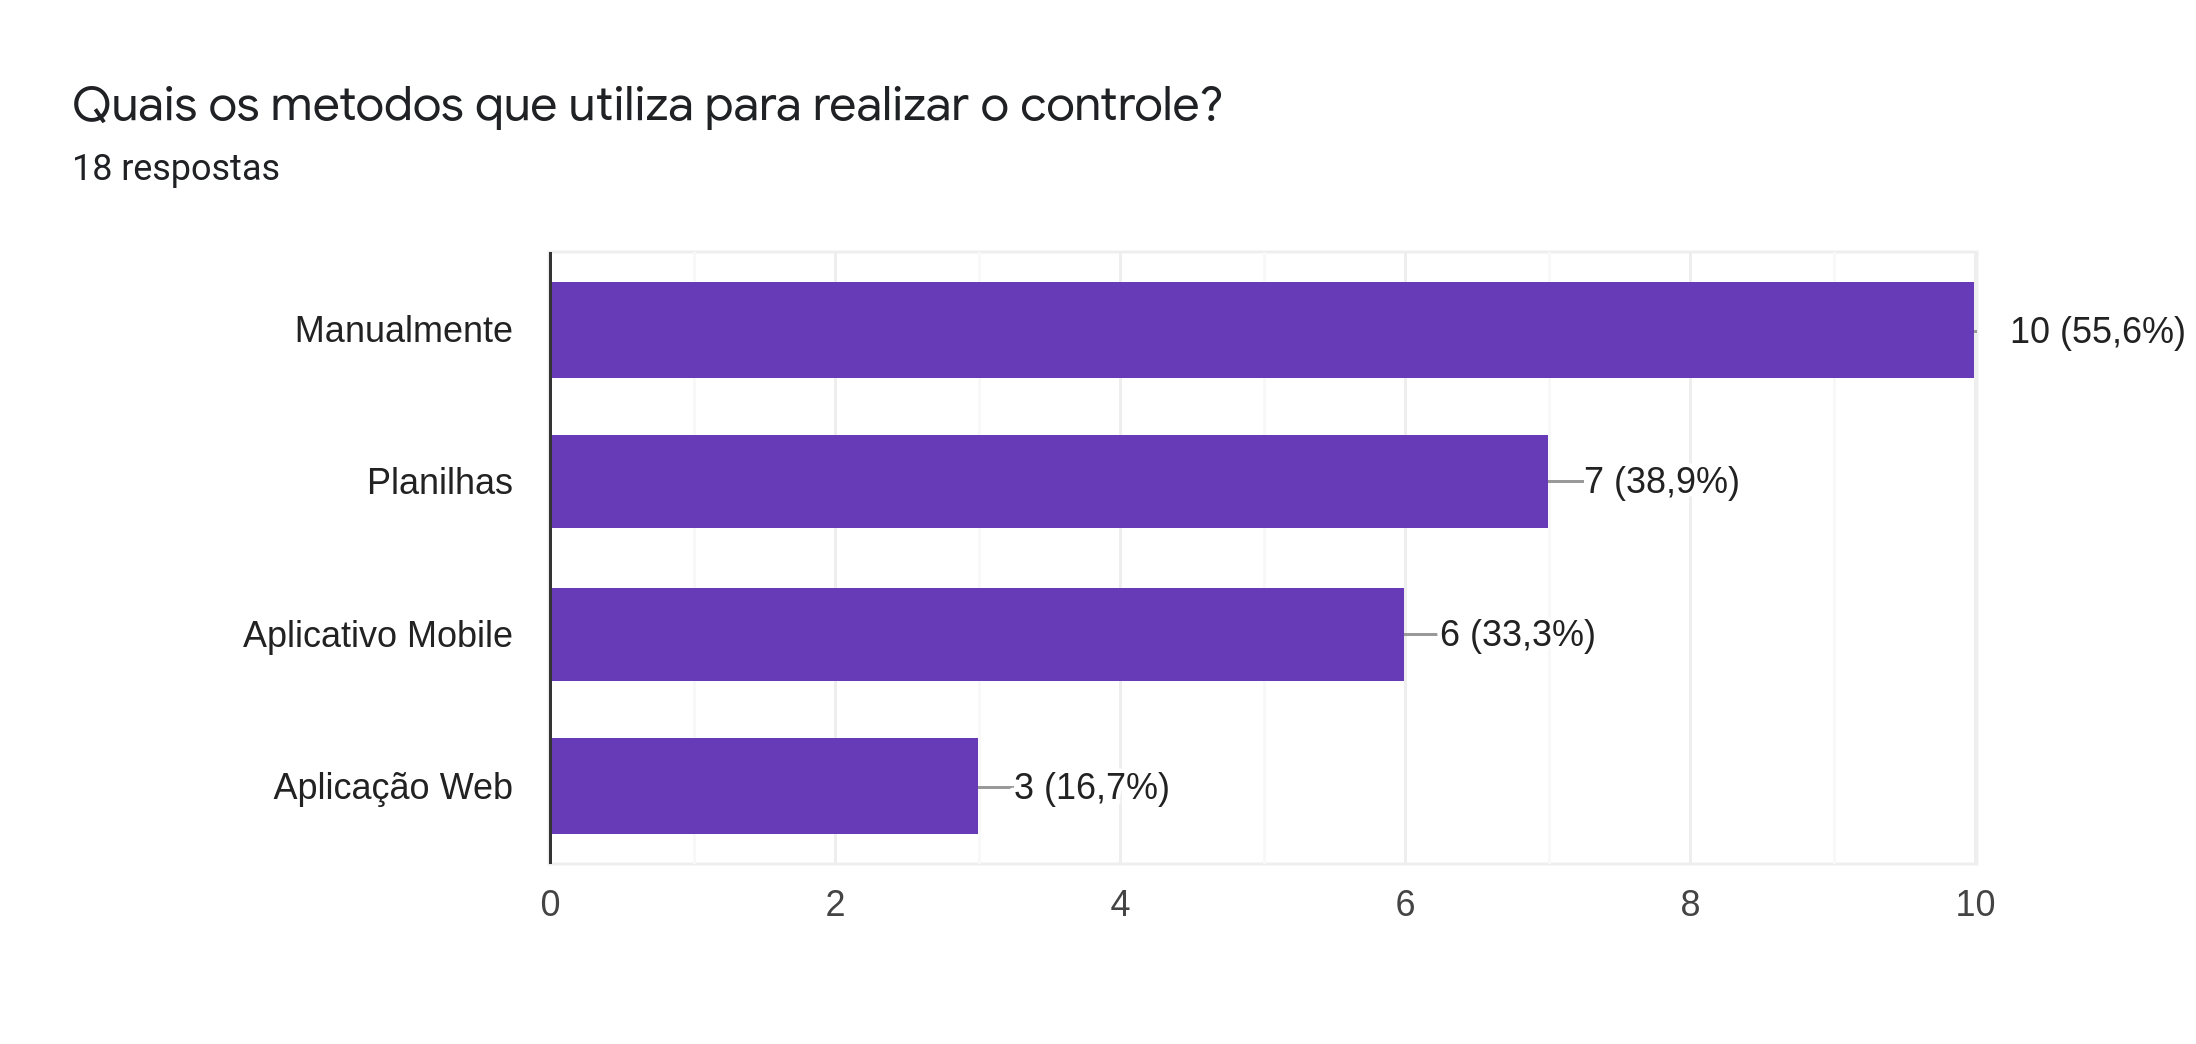 Quais os metodos que utiliza para realizar o controle?
18 respostas
Manualmente
10 (55,6%)
Planilhas
7 (38,9%)
Aplicativo Mobile
6 (33,3%)
Aplicação Web
3 (16,7%)
0 2 4 6 8 10